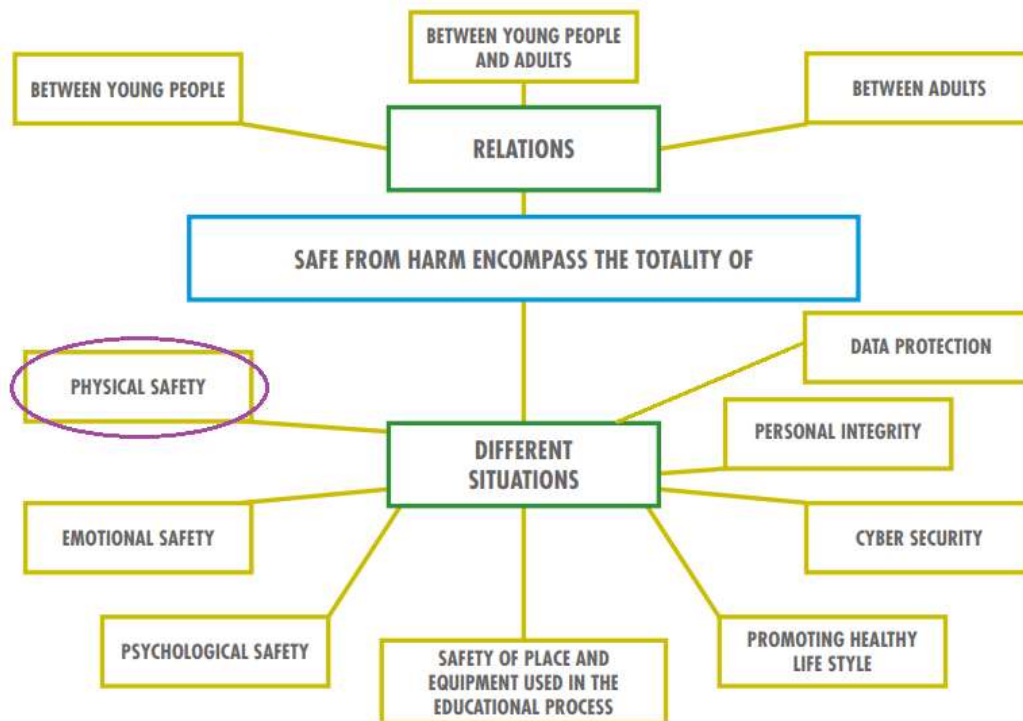 BETWEEN YOUNG PEOPLE
AND ADULTS
BETWEEN YOUNG PEOPLE
BETWEEN ADULTS
RELATIONS
SAFE FROM HARM ENCOMPASS THE TOTALITY OF
DATA PROTECTION
PHYSICAL SAFETY
PERSONAL INTEGRITY
DIFFERENT
SITUATIONS
EMOTIONAL SAFETY
CYBER SECURITY
PSYCHOLOGICAL SAFETY
SAFETY OF PLACE AND
EQUIPMENT USED IN THE
EDUCATIONAL PROCESS
PROMOTING HEALTHY
LIFE STYLE